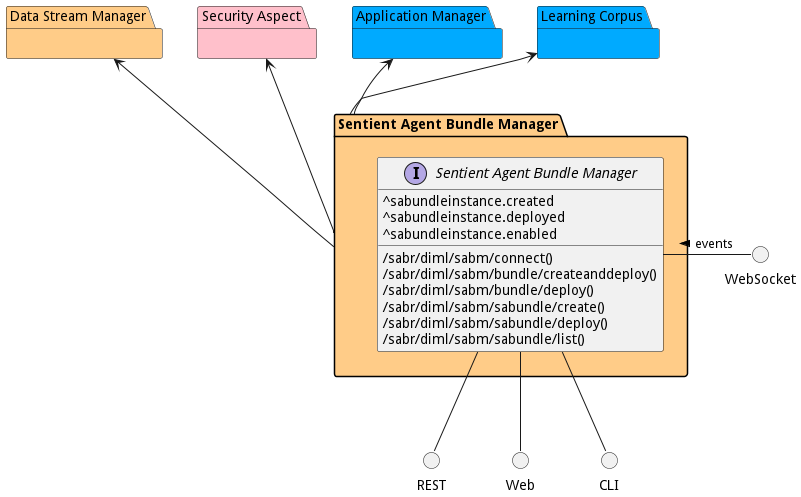 Data Stream Manager
Security Aspect
Application Manager
Learning Corpus
Sentient Agent Bundle Manager
I
Sentient Agent Bundle Manager
^sabundleinstance.created
^sabundleinstance.deployed
^sabundleinstance.enabled
/sabr/diml/sabm/connect()
/sabr/diml/sabm/bundle/createanddeploy()
/sabr/diml/sabm/bundle/deploy()
/sabr/diml/sabm/sabundle/create()
/sabr/diml/sabm/sabundle/deploy()
/sabr/diml/sabm/sabundle/list()
events
WebSocket
REST
Web
CLI